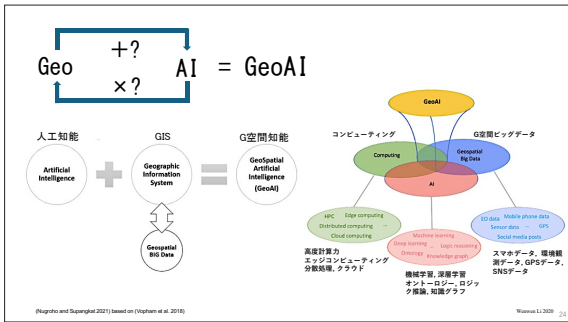 +?
Geo AI = GeoAI
×?
人工知能
GIS
G空間知能
Artificial
Intelligence
Geographic
Information
System
GeoSpatial
Artificial
Intelligence
(GeoAI)
Geospatial
BIG Data
GeoAI
コンピューティング
G空間ビッグデータ
Computing
Geospatial
Big Data
AI
HPC Edge computing
Distributed computing ...
Cloud computing
高度計算力
エッジコンピューティング
分散処理, クラウド
Machine learning
Deep learning ... Logic reasoning
Ontology Knowledge graph
機械学習, 深層学習
オントーロジー, ロジッ
ク推論, 知識グラフ
EO data Mobile phone data
Sensor data ... GPS
Social media posts
スマホデータ, 環境観
測データ, GPSデータ,
SNSデータ
(Nugroho and Supangkat 2021) based on (Vopham et al. 2018)
Wenwen Li 2020
24